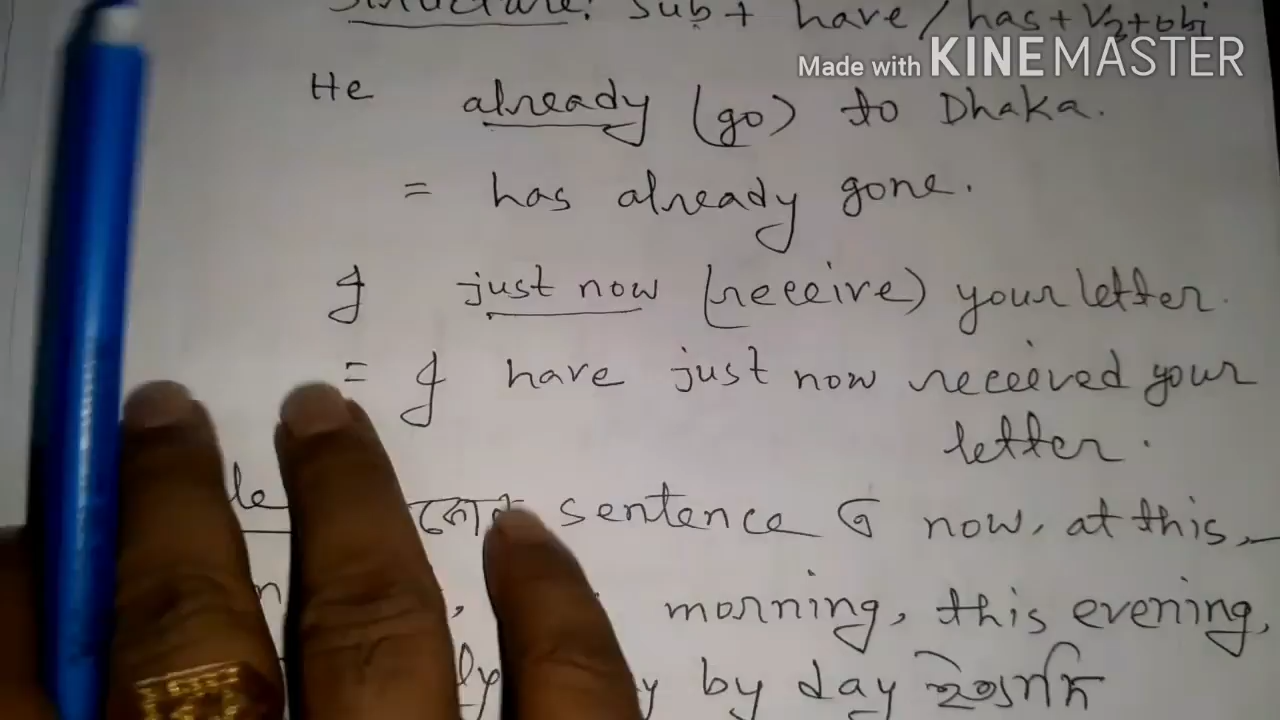 Structure: Sub + have/has + V3 + obj
Made with KINEMASTER
He already (go) to Dhaka.
= has already gone.
I just now (receive) your letter.
= I have just now received your
letter.
sentence এ now, at this,
morning, this evening,
by day ইত্যাদি